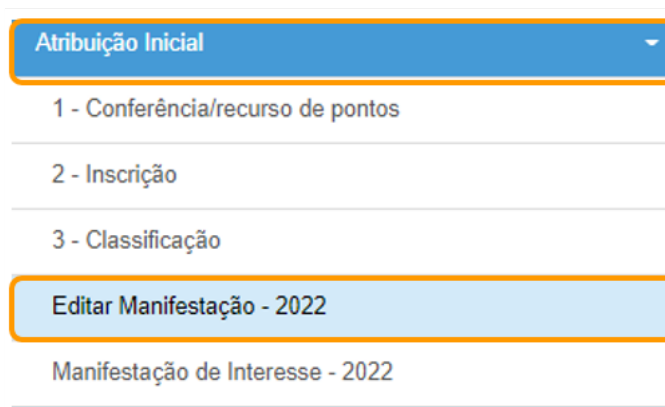 Atribuição Inicial
1 - Conferência/recurso de pontos
2 - Inscrição
3 - Classificação
Editar Manifestação - 2022
Manifestação de Interesse - 2022